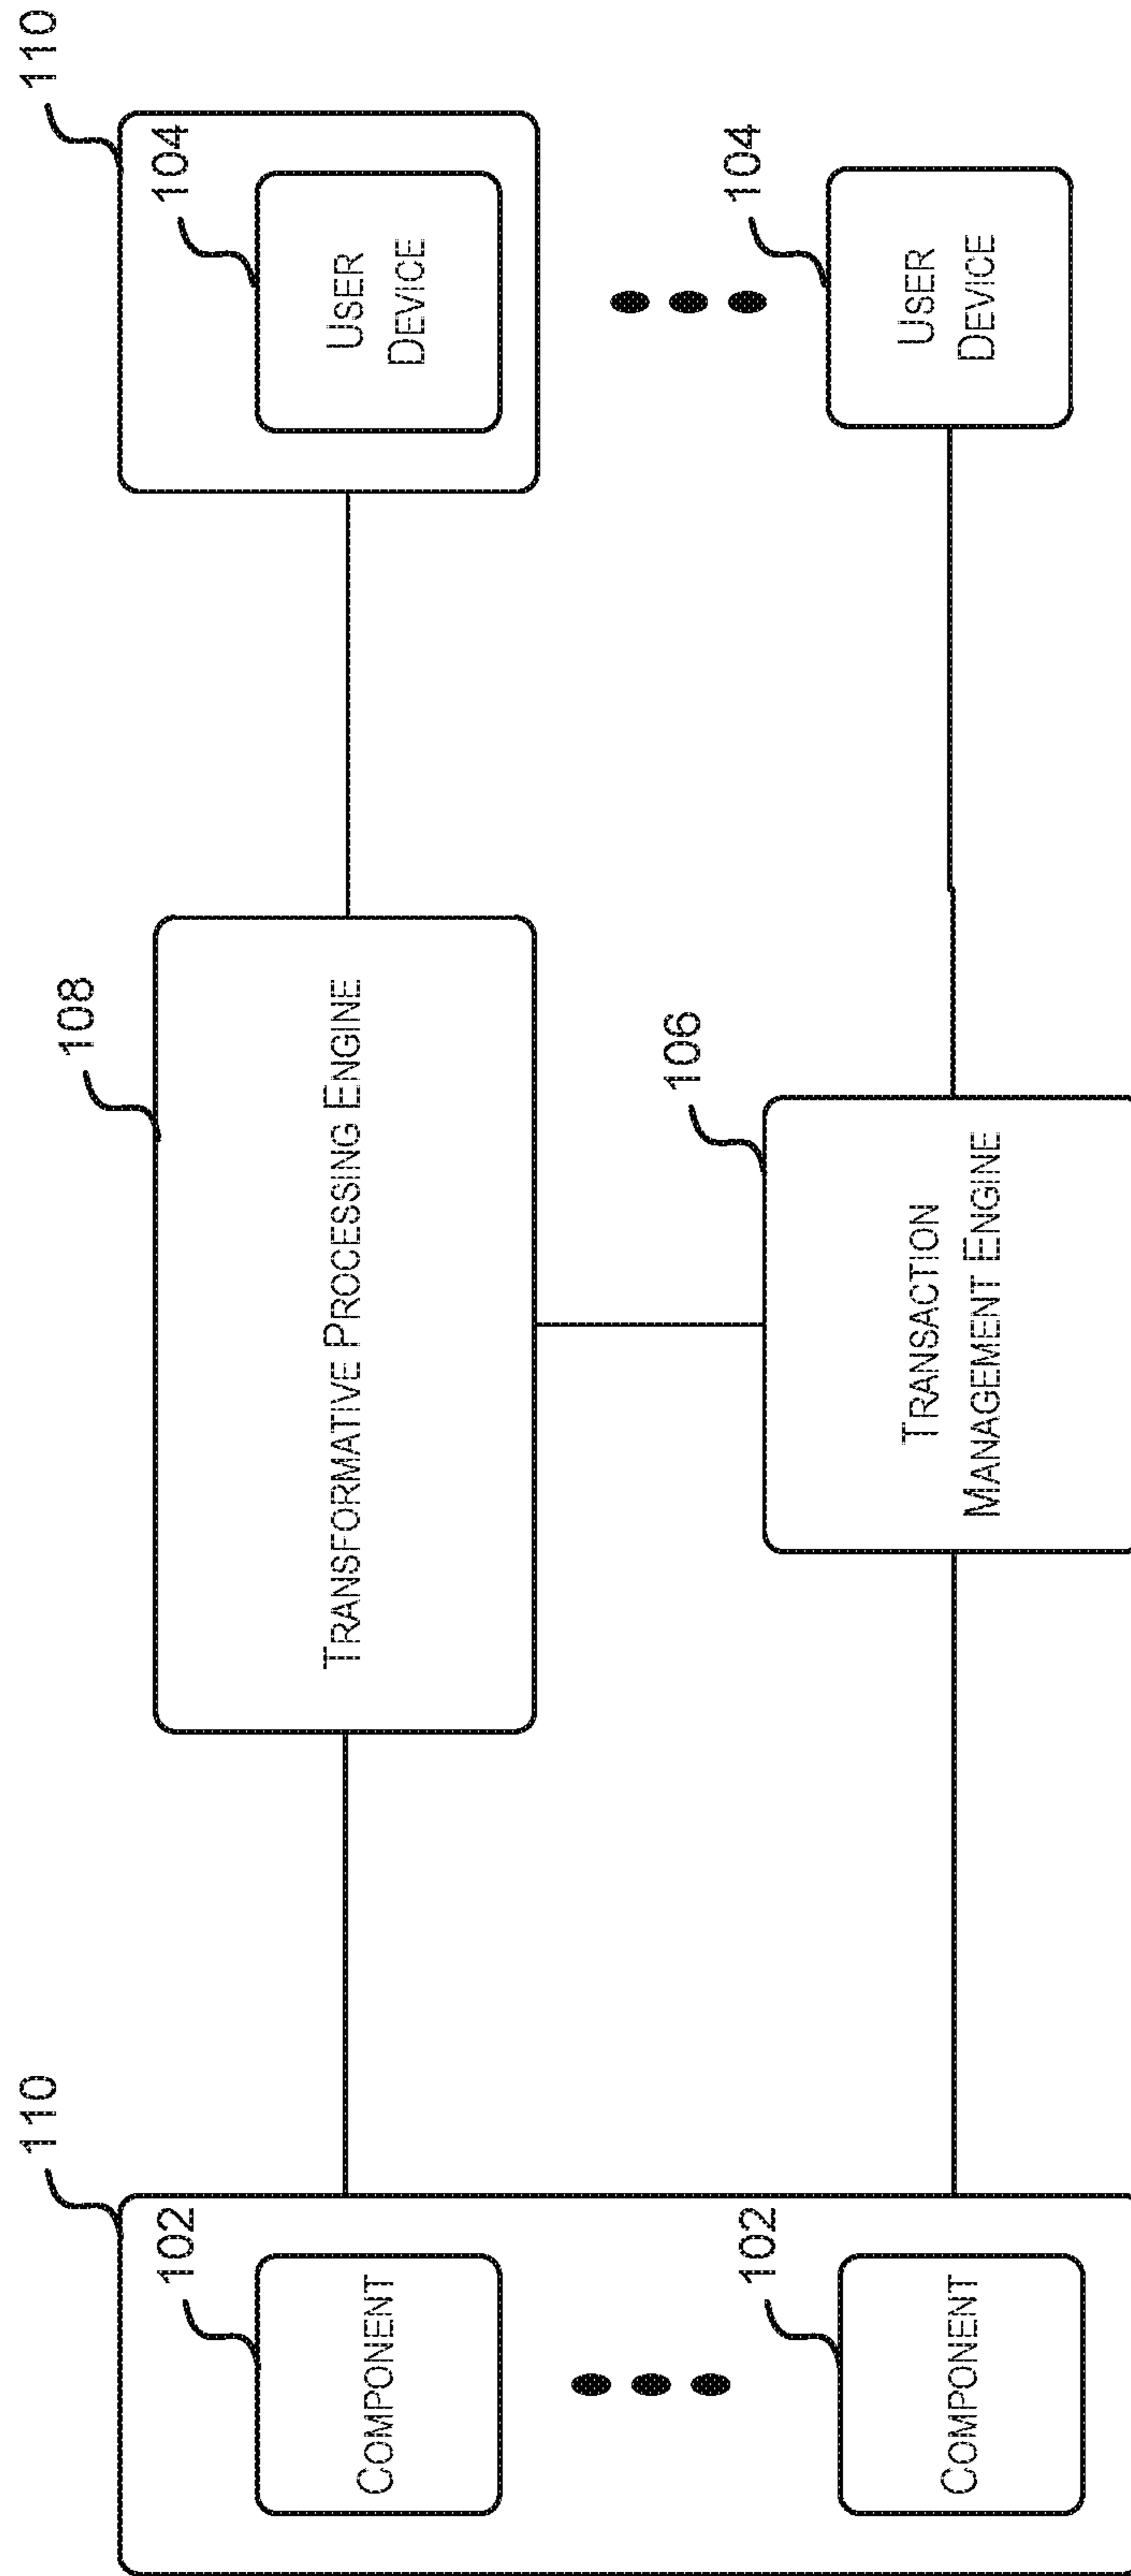 110
108
110
102
104
COMPONENT
TRANSFORMATIVE PROCESSING ENGINE
USER
DEVICE
106
102
104
COMPONENT
TRANSACTION
MANAGEMENT ENGINE
USER
DEVICE